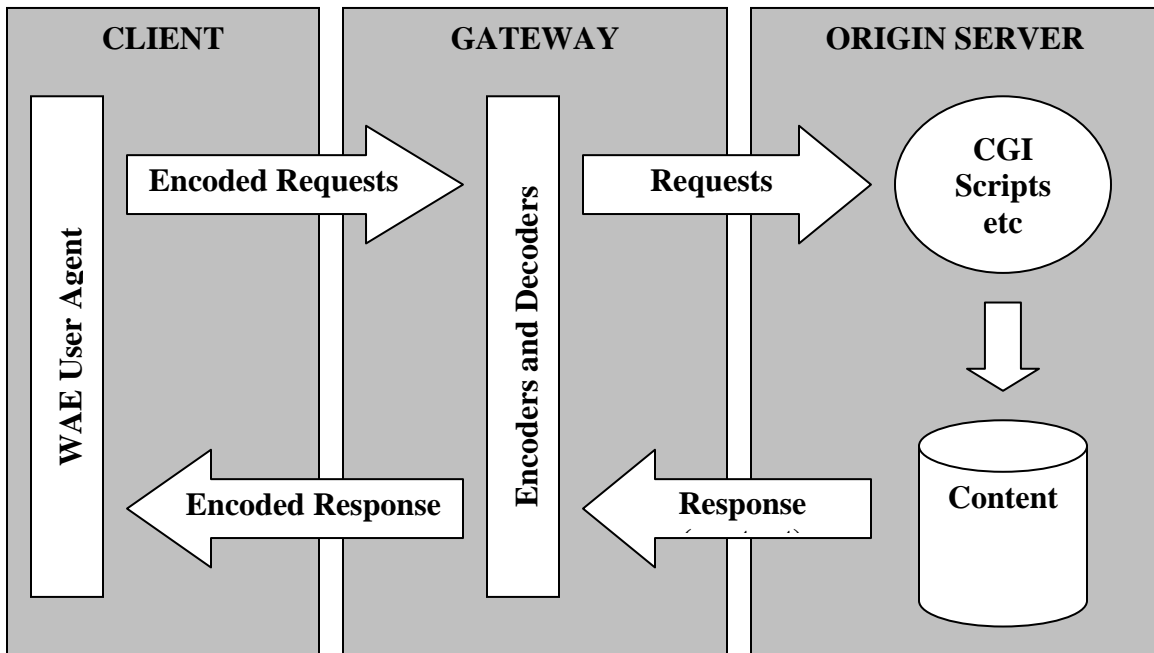 CLIENT
GATEWAY
ORIGIN SERVER
WAE User Agent
Encoded Requests
Encoders and Decoders
Requests
CGI
Scripts
etc
Encoded Response
Response
Content